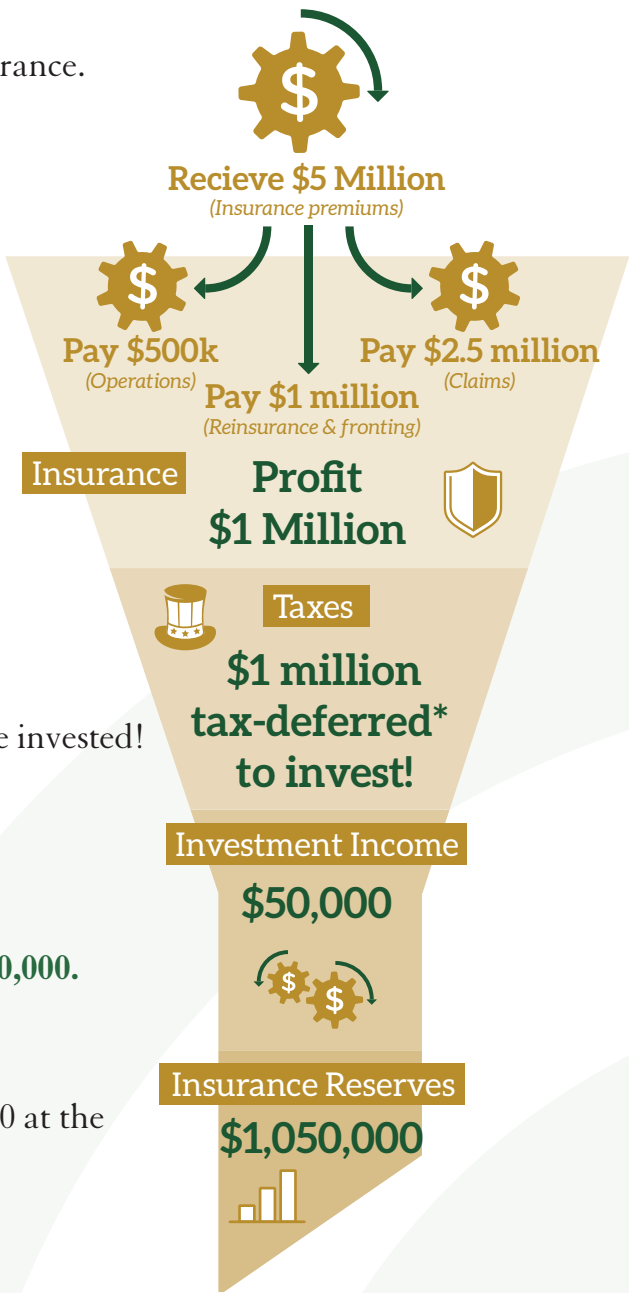 rance.
$
Recieve $5 Million
(Insurance premiums)
$
$
Pay $500k
(Operations)
Pay $2.5 million
(Claims)
Pay $1 million
(Reinsurance & fronting)
Insurance
Profit
$1 Million
Taxes
$1 million
tax-deferred*
to invest!
e invested!
Investment Income
$50,000
0,000.
$
$
Insurance Reserves
0 at the
$1,050,000